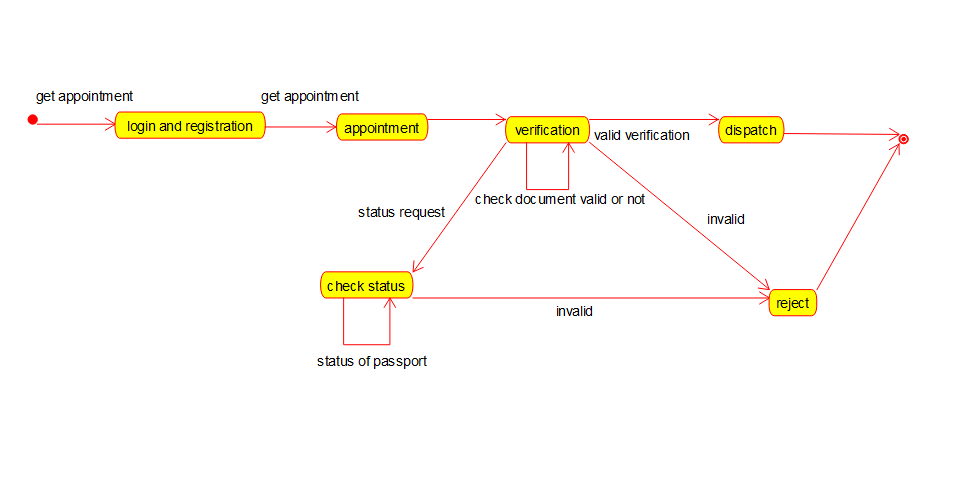 get appointment
get appointment
login and registration
appointment
verification
valid verification
dispatch
check document valid or not
status request
invalid
check status
reject
invalid
status of passport